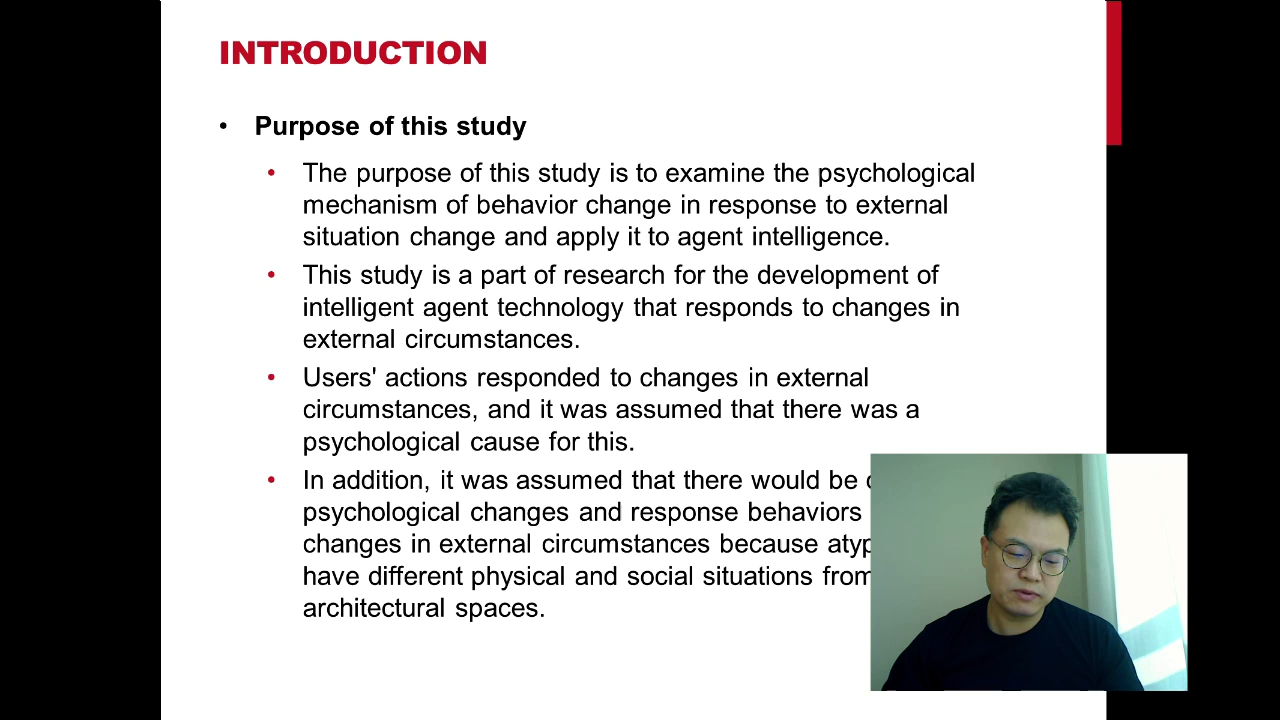 INTRODUCTION
• Purpose of this study
• The purpose of this study is to examine the psychological
mechanism of behavior change in response to external
situation change and apply it to agent intelligence.
• This study is a part of research for the development of
intelligent agent technology that responds to changes in
external circumstances.
• Users' actions responded to changes in external
circumstances, and it was assumed that there was a
psychological cause for this.
• In addition, it was assumed that there would be
psychological changes and response behaviors
changes in external circumstances because
have different physical and social situations from
architectural spaces.